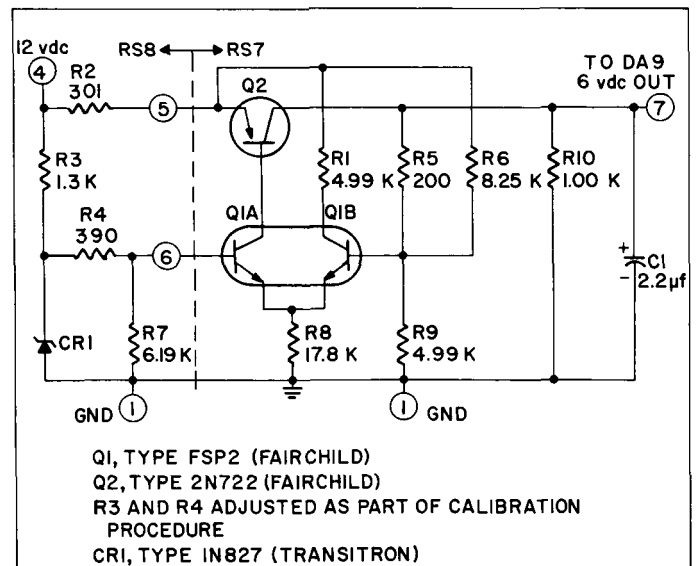 12 vdc
4
RS8
RS7
R2
301
5
Q2
TO DA9
6 vdc OUT
7
R3
1.3 K
R1
4.99 K
R5
200
R6
8.25 K
R10
1.00 K
R4
390
6
Q1A
Q1B
+
C1
- 2.2μf
CR1
R7
6.19 K
R8
17.8 K
R9
4.99 K
GND 1
1 GND
Q1, TYPE FSP2 (FAIRCHILD)
Q2, TYPE 2N722 (FAIRCHILD)
R3 AND R4 ADJUSTED AS PART OF CALIBRATION
PROCEDURE
CR1, TYPE IN827 (TRANSITRON)